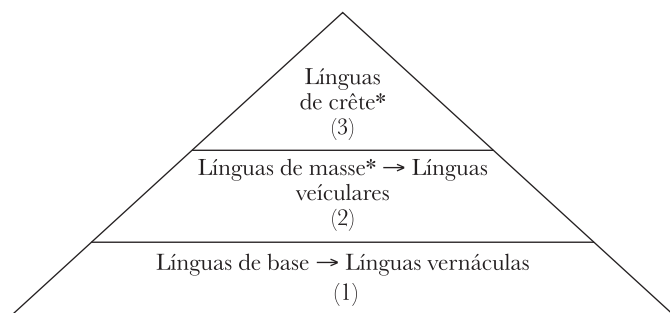 Línguas
de crête*
(3)
Línguas de masse* → Línguas
veículares
(2)
Línguas de base → Línguas vernáculas
(1)